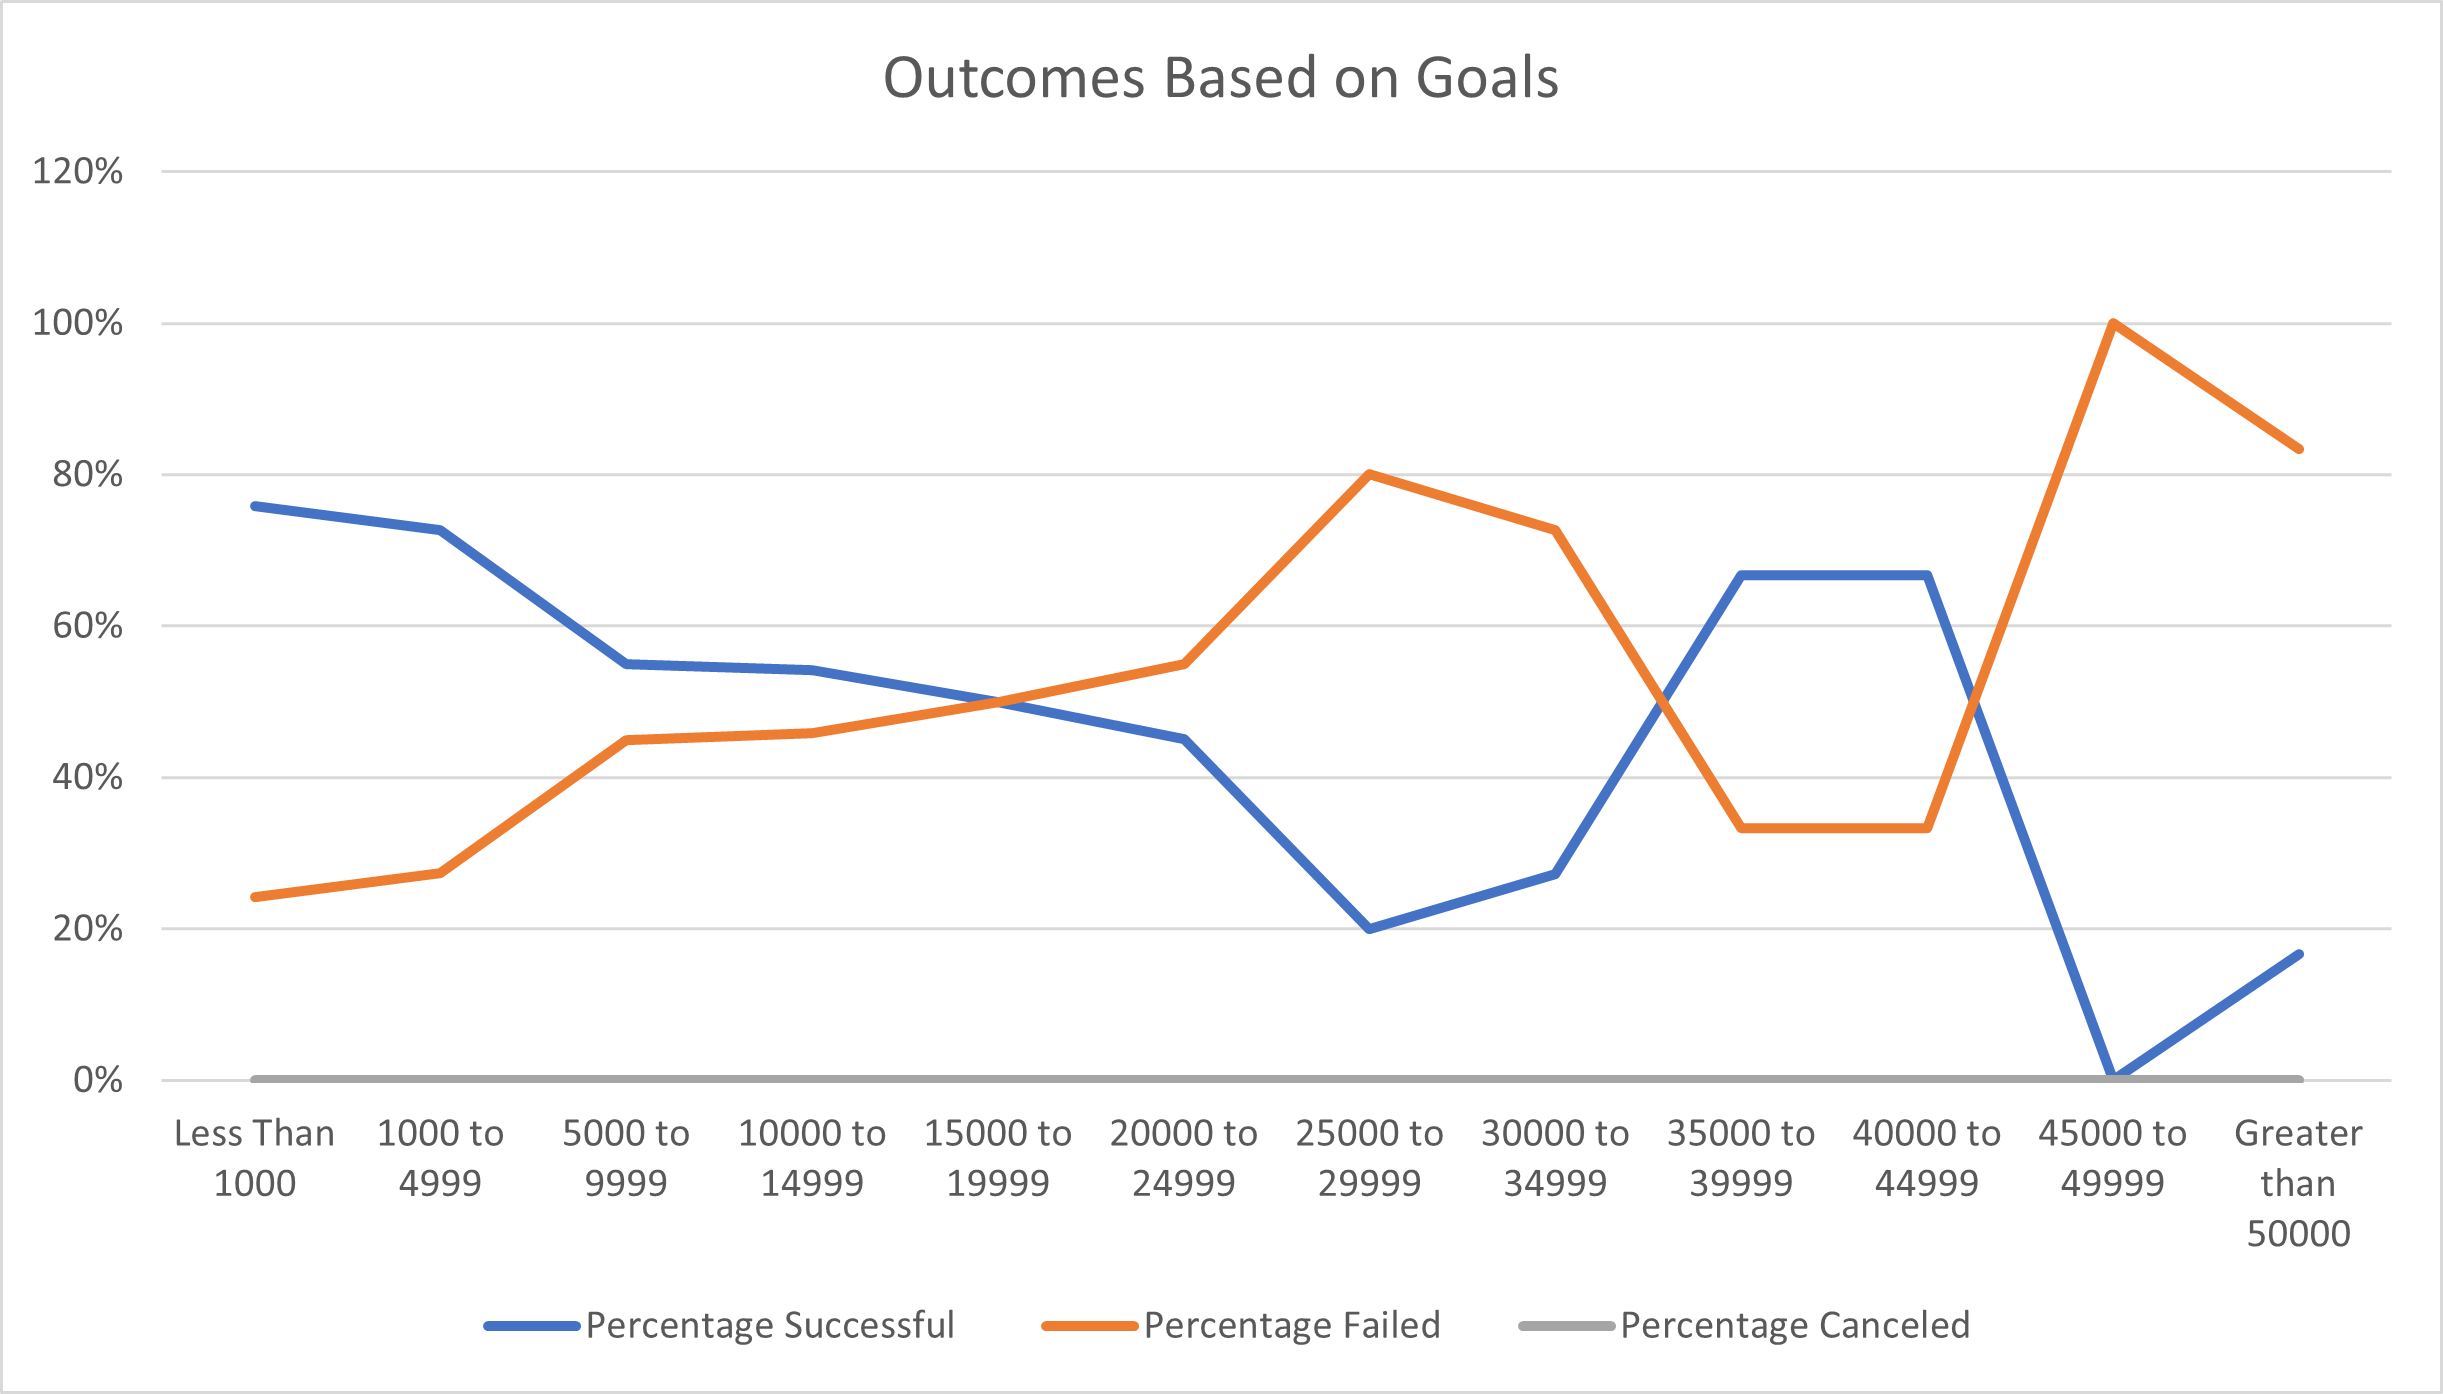 Outcomes Based on Goals
120%
100%
80%
60%
40%
20%
0%
Less Than
1000
1000 to
4999
5000 to
9999
10000 to
14999
15000 to
19999
20000 to
24999
25000 to
29999
30000 to
34999
35000 to
39999
40000 to
44999
45000 to
49999
Greater
than
50000
Percentage Successful
Percentage Failed
Percentage Canceled